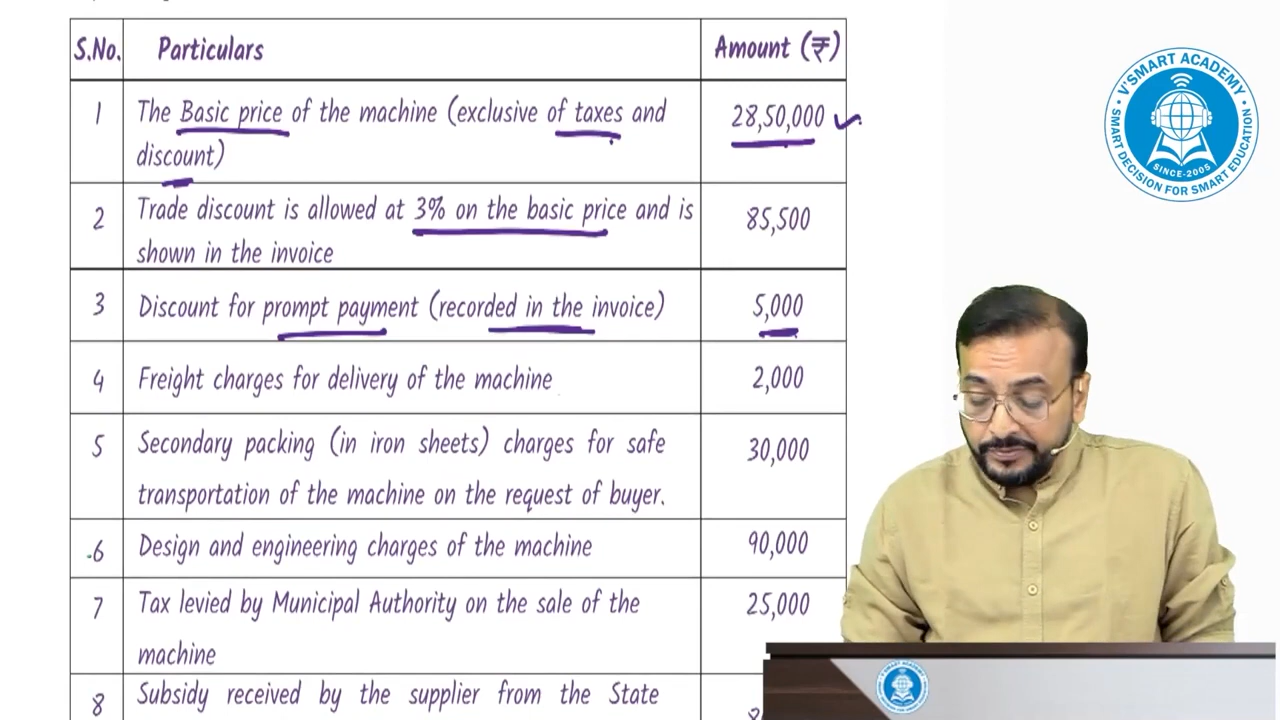 S.No. Particulars Amount (₹)
1 The Basic price of the machine (exclusive of taxes and 28,50,000
discount)
2 Trade discount is allowed at 3% on the basic price and is 85,500
shown in the invoice
3 Discount for prompt payment (recorded in the invoice) 5,000
4 Freight charges for delivery of the machine 2,000
5 Secondary packing (in iron sheets) charges for safe 30,000
transportation of the machine on the request of buyer.
6 Design and engineering charges of the machine 90,000
7 Tax levied by Municipal Authority on the sale of the 25,000
machine
8 Subsidy received by the supplier from the State
V'SMART ACADEMY
SINCE-2005
SMART DECISION FOR SMART EDUCATION